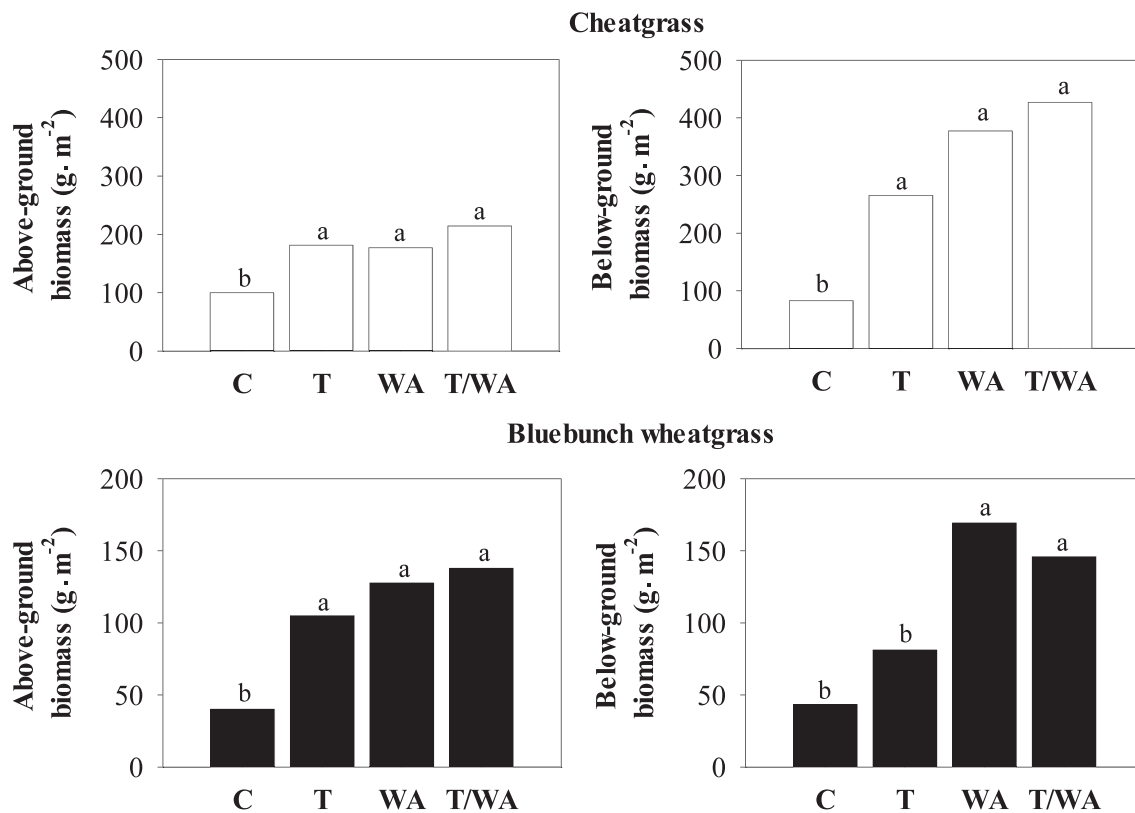 Cheatgrass
Above-ground
biomass (g. m⁻²)
500
400
300
200
100
0
b
a
a
a
C T WA T/WA
Below-ground
biomass (g. m⁻²)
500
400
300
200
100
0
b
a
a
a
C T WA T/WA
Bluebunch wheatgrass
Above-ground
biomass (g. m⁻²)
200
150
100
50
0
b
a
a
a
C T WA T/WA
Below-ground
biomass (g. m⁻²)
200
150
100
50
0
b
b
a
a
C T WA T/WA